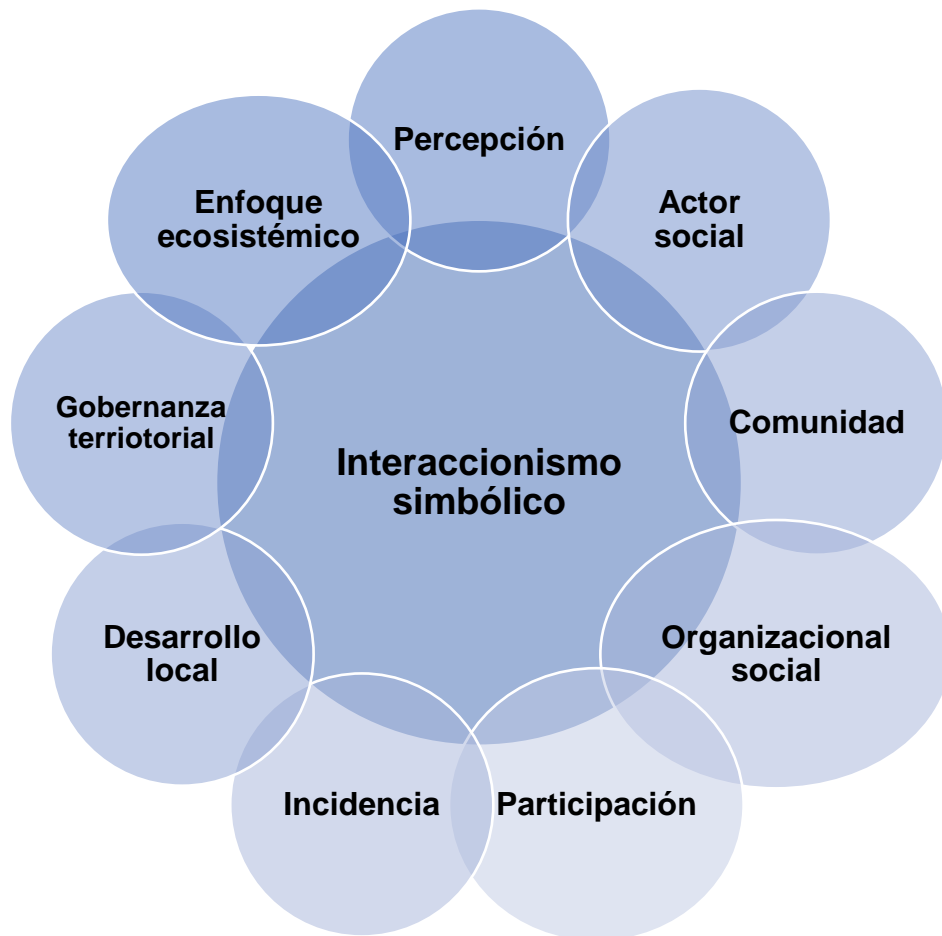 Percepción
Actor
social
Comunidad
Organizacional
social
Participación
Incidencia
Desarrollo
local
Gobernanza
terriotorial
Enfoque
ecosistémico
Interaccionismo
simbólico